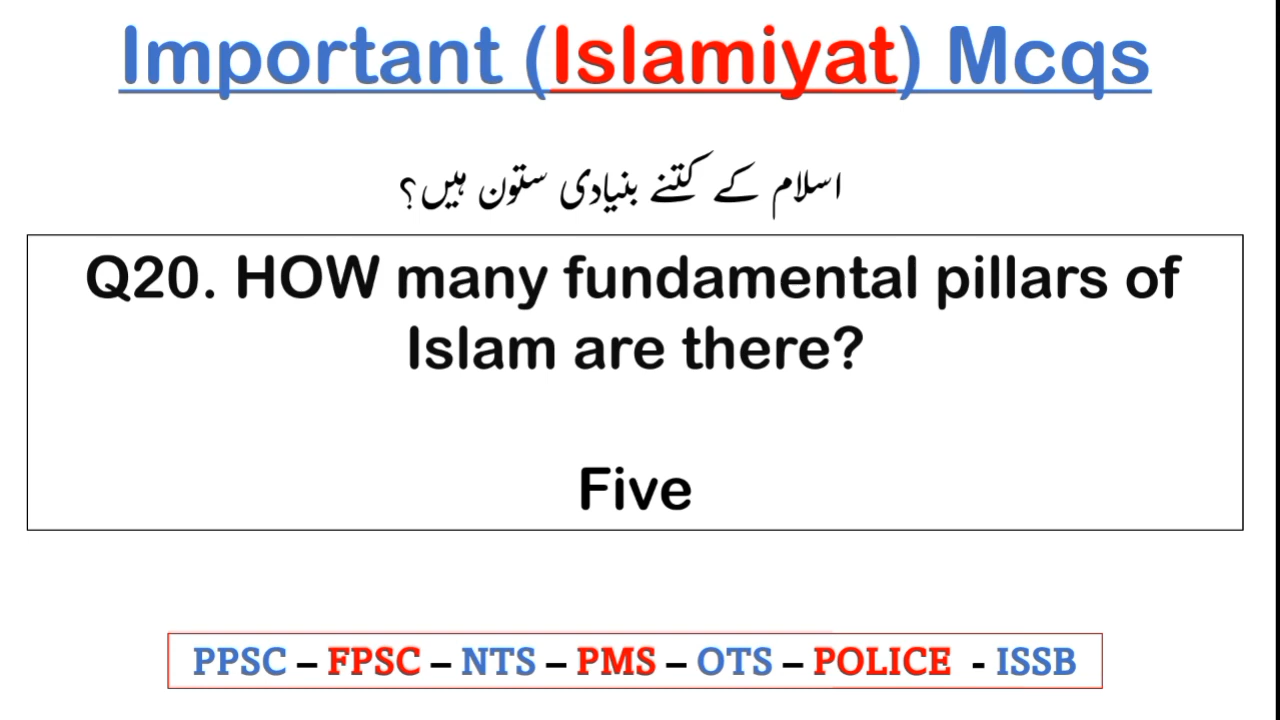 Important (Islamiyat) Mcqs
اسلام کے کتنے بنیادی ستون ہیں؟
Q20. HOW many fundamental pillars of
Islam are there?
Five
PPSC – FPSC – NTS – PMS – OTS – POLICE - ISSB